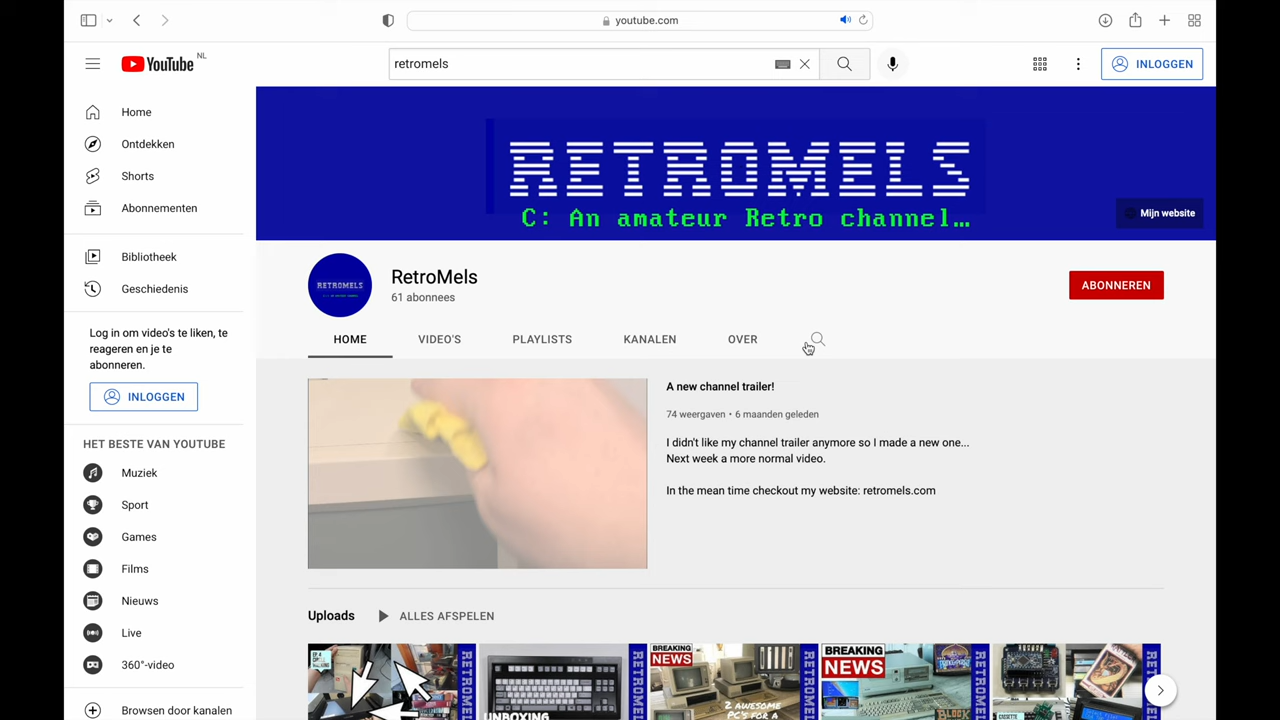 youtube.com
YouTube NL
retromels
INLOGGEN
Home
Ontdekken
Shorts
Abonnementen
Bibliotheek
Geschiedenis
Log in om video's te liken, te
reageren en je te
abonneren.
INLOGGEN
HET BESTE VAN YOUTUBE
Muziek
Sport
Games
Films
Nieuws
Live
360°-video
Browsen door kanalen
RETROMELS
C: An amateur Retro channel…
Mijn website
RETROMELS
RetroMels
61 abonnees
ABONNEREN
HOME
VIDEO'S
PLAYLISTS
KANALEN
OVER
A new channel trailer!
74 weergaven • 6 maanden geleden
I didn't like my channel trailer anymore so I made a new one...
Next week a more normal video.
In the mean time checkout my website: retromels.com
Uploads
ALLES AFSPELEN
EP. 4
RETROMELS
UNBOXING
RETROMELS
BREAKING
NEWS
2 AWESOME
PC'S FOR A
RETROMELS
BREAKING
NEWS
BLOCK
RETROMELS
CASSETTE
RETROMELS